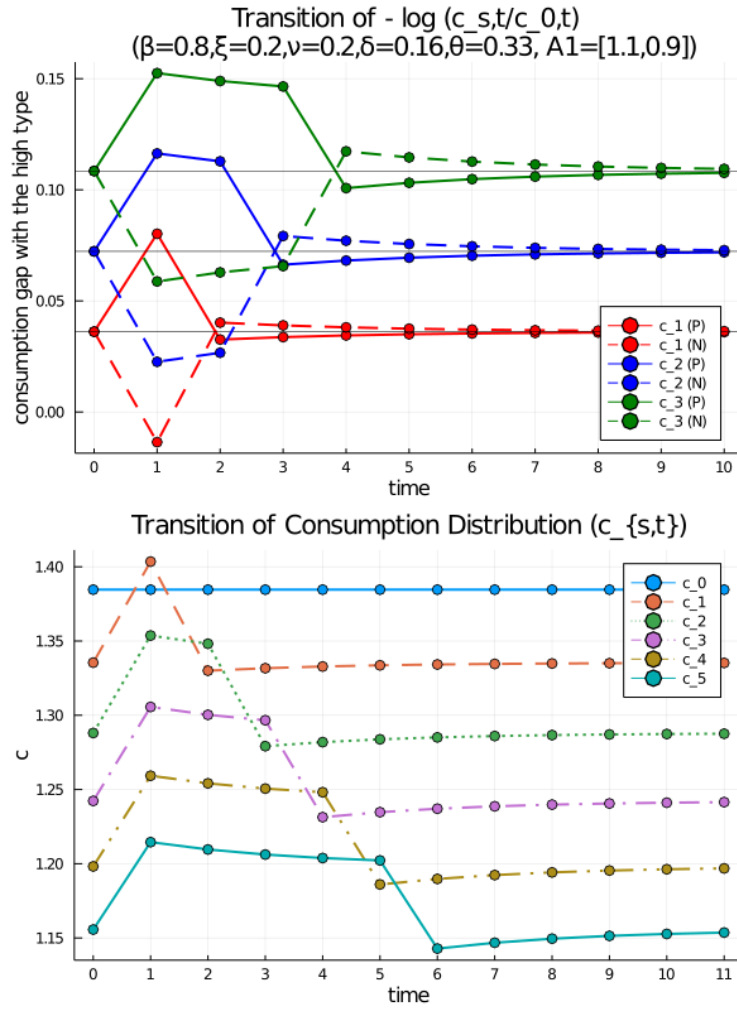 Transition of - log (c_s,t/c_0,t)
(β=0.8,ξ=0.2,ν=0.2,δ=0.16,θ=0.33, A1=[1.1,0.9])
consumption gap with the high type
0.15
0.10
0.05
0.00
c_1 (P)
c_1 (N)
c_2 (P)
c_2 (N)
c_3 (P)
c_3 (N)
0 1 2 3 4 5 6 7 8 9 10
time
Transition of Consumption Distribution (c_{s,t})
c
1.40
1.35
1.30
1.25
1.20
1.15
c_0
c_1
c_2
c_3
c_4
c_5
0 1 2 3 4 5 6 7 8 9 10 11
time